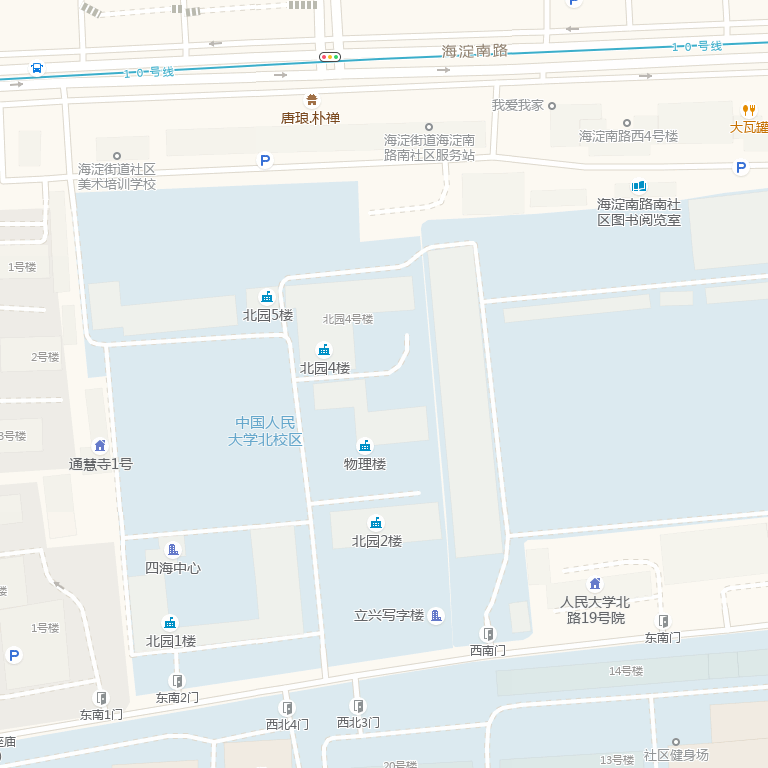 海淀南路
10号线
10号线
唐琅.朴禅
我爱我家
大瓦罐
海淀街道海淀南
路南社区服务站
海淀南路西4号楼
海淀街道社区
美术培训学校
P
P
P
海淀南路南社
区图书阅览室
1号楼
北园5楼
北园4号楼
2号楼
北园4楼
中国人民
大学北校区
3号楼
通慧寺1号
物理楼
北园2楼
四海中心
楼
人民大学北
路19号院
立兴写字楼
1号楼
北园1楼
东南门
西南门
P
14号楼
东南2门
东南1门
西北4门
西北3门
座庙
社区健身场
20号楼
13号楼